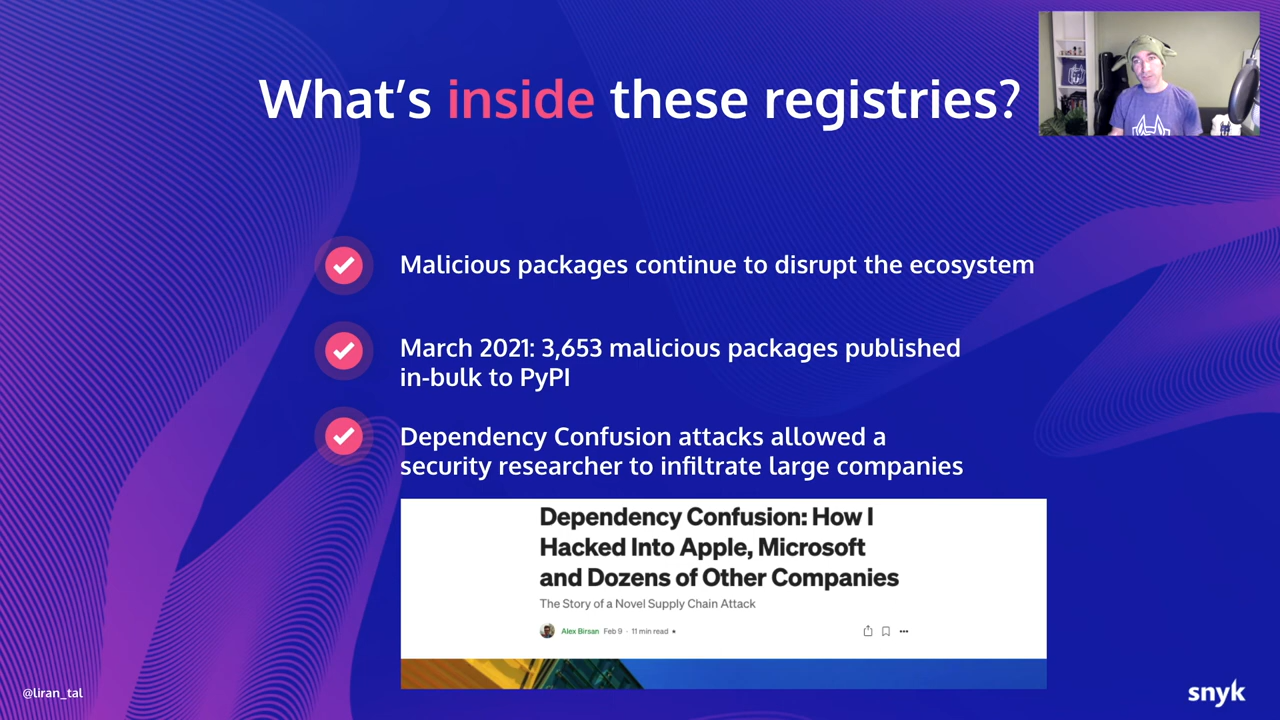 What's inside these registries?
Malicious packages continue to disrupt the ecosystem
March 2021: 3,653 malicious packages published
in-bulk to PyPI
Dependency Confusion attacks allowed a
security researcher to infiltrate large companies
Dependency Confusion: How I
Hacked Into Apple, Microsoft
and Dozens of Other Companies
The Story of a Novel Supply Chain Attack
Alex Birsan Feb 9 · 11 min read
@liran_tal
snyk